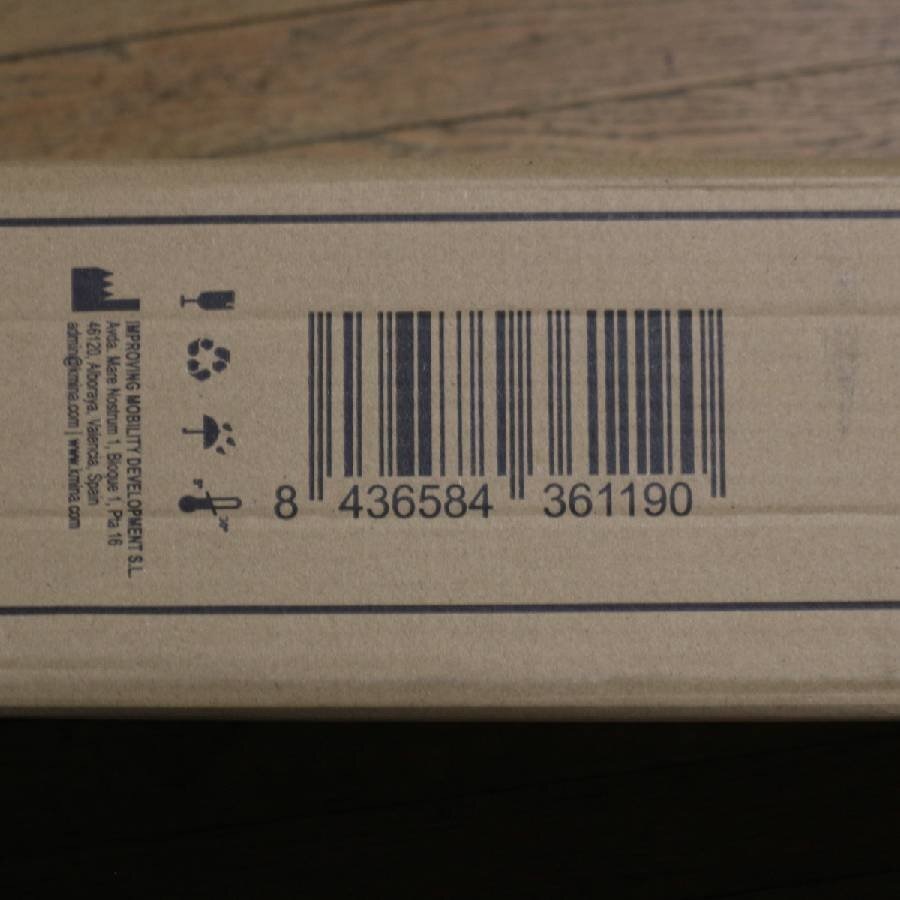 IMPROVING MOBILITY DEVELOPMENT S.L.
Avda. Mare Nostrum 1, Bloque 1, Pta 16
46120, Alboraya, Valencia, Spain
admin@kmina.com | www.kmina.com
8 436584 361190